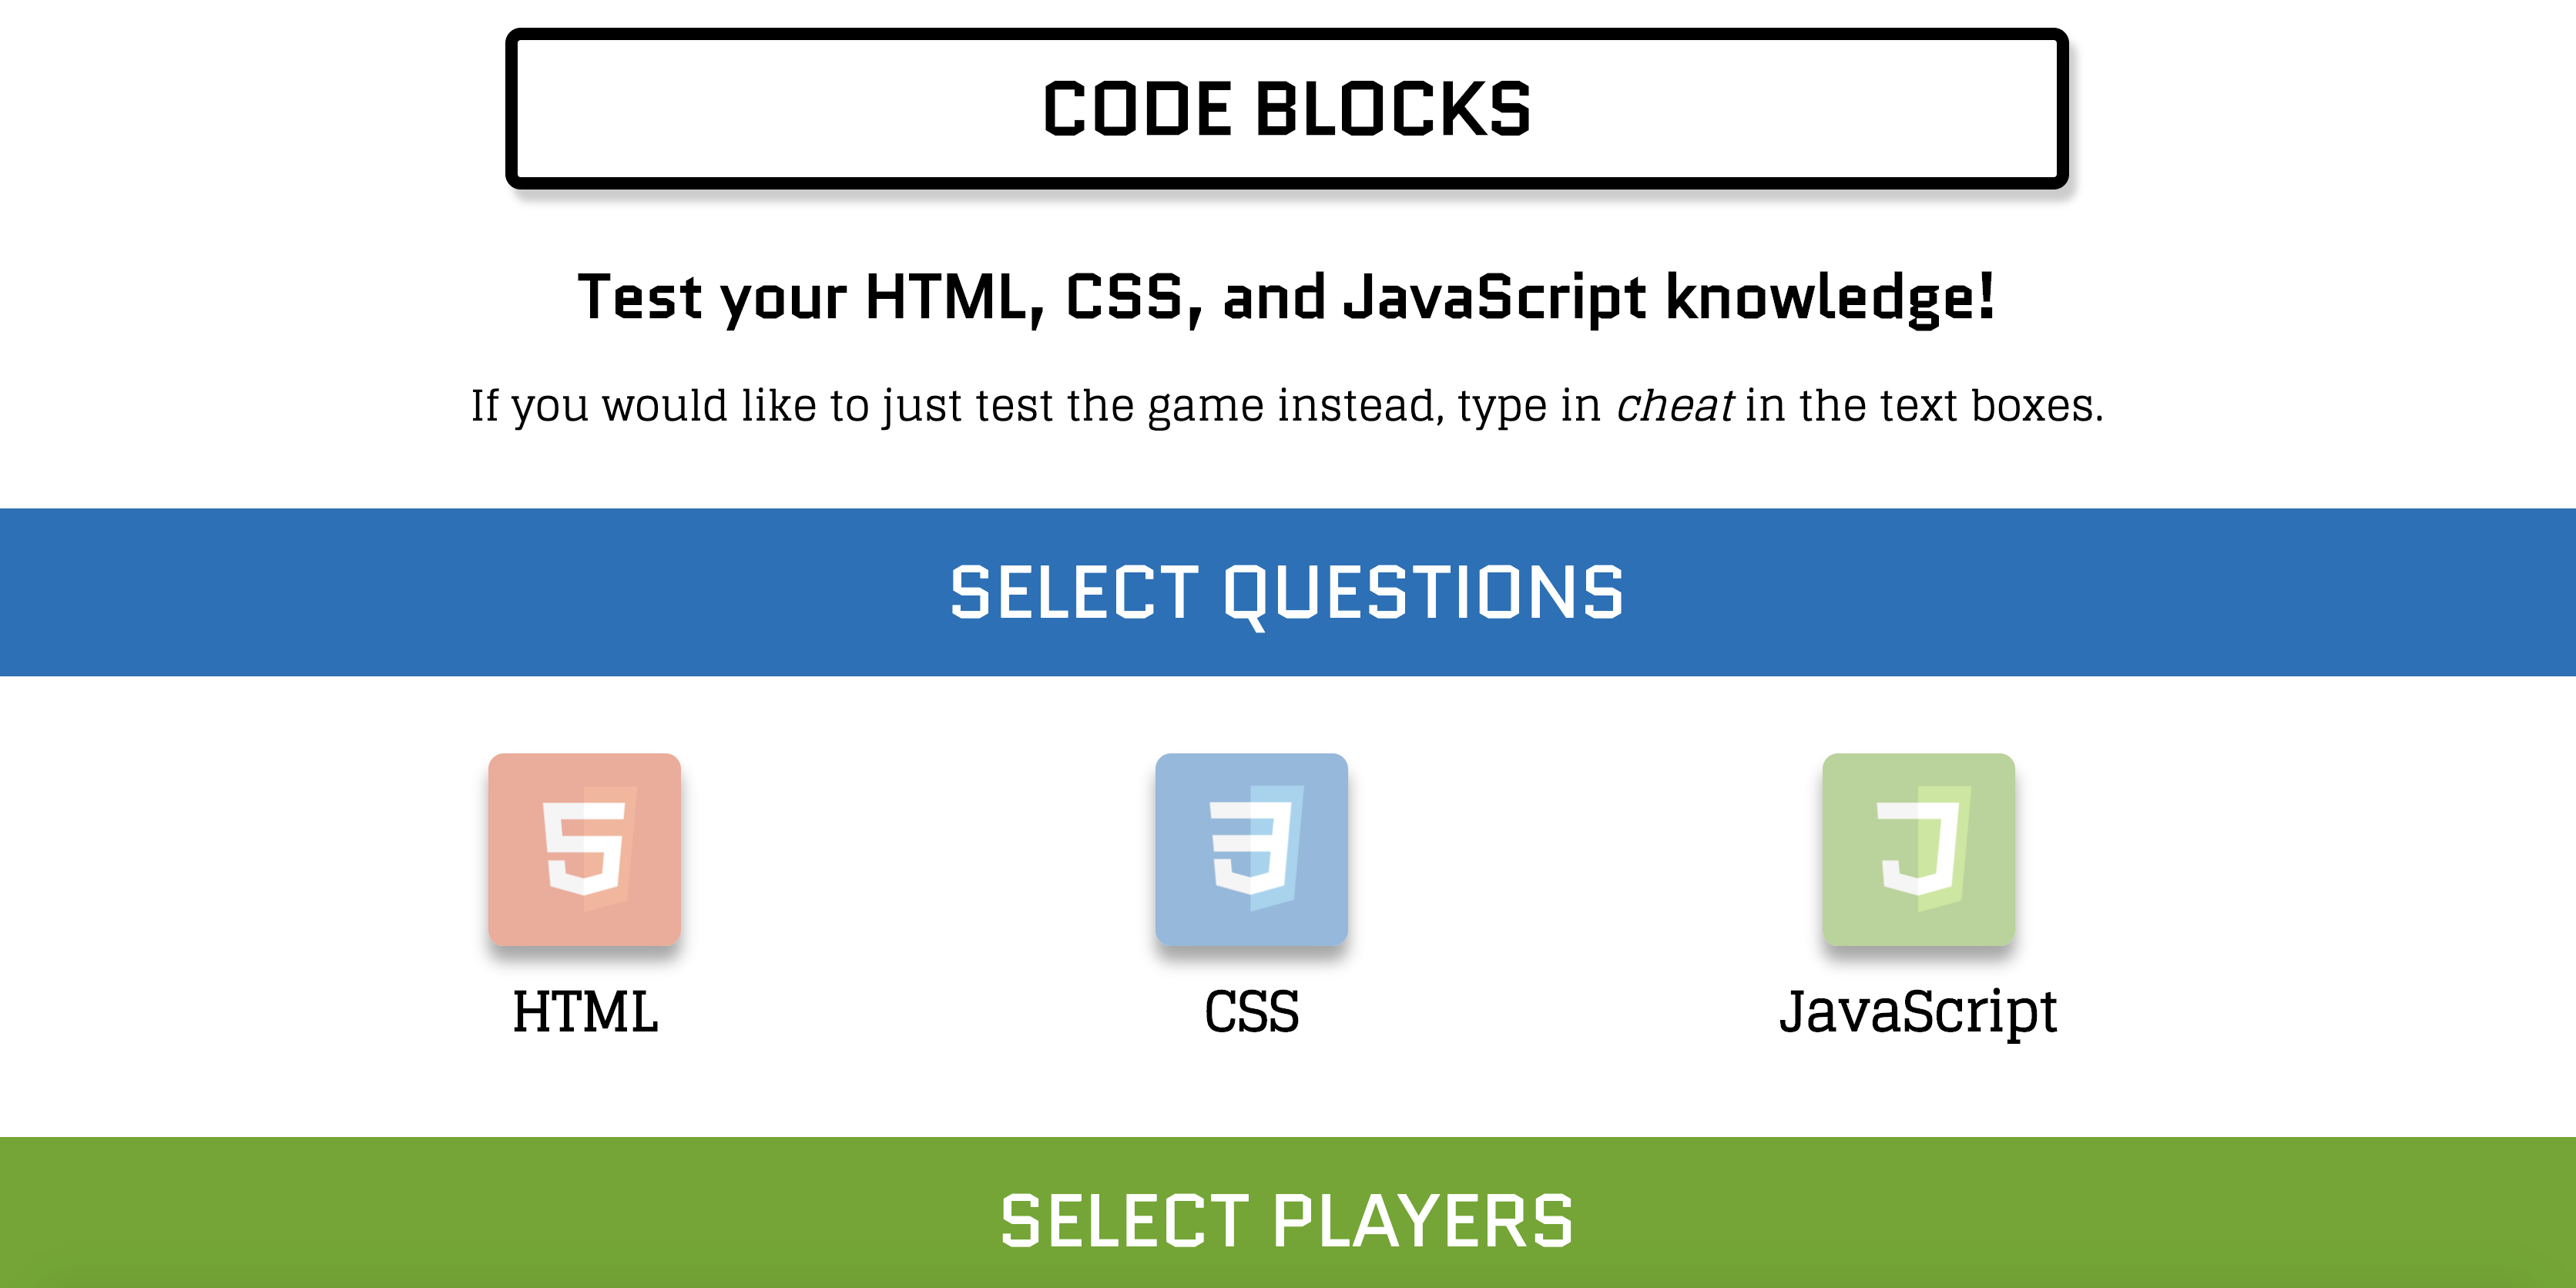 CODE BLOCKS
Test your HTML, CSS, and JavaScript knowledge!
If you would like to just test the game instead, type in cheat in the text boxes.
SELECT QUESTIONS
5
3
J
HTML
CSS
JavaScript
SELECT PLAYERS